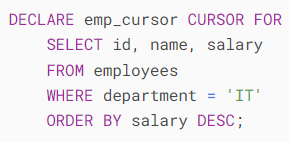 DECLARE emp_cursor CURSOR FOR
    SELECT id, name, salary
    FROM employees
    WHERE department = 'IT'
    ORDER BY salary DESC;